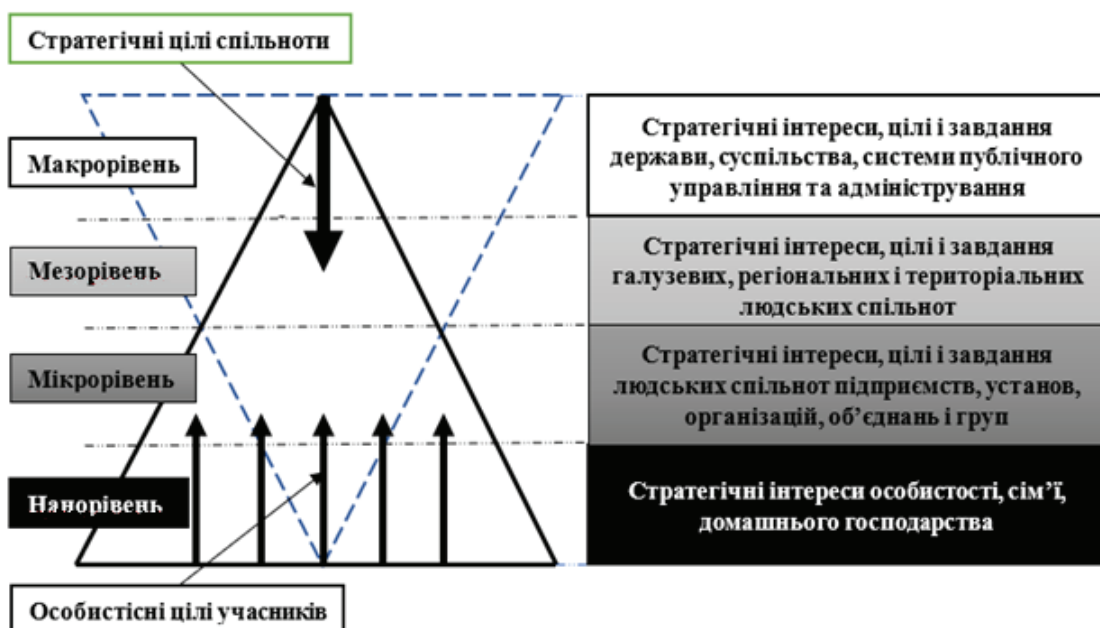 Стратегічні цілі спільноти
Макрорівень
Стратегічні інтереси, цілі і завдання
держави, суспільства, системи публічного
управління та адміністрування
Мезорівень
Стратегічні інтереси, цілі і завдання
галузевих, регіональних і територіальних
людських спільнот
Мікрорівень
Стратегічні інтереси, цілі і завдання
людських спільнот підприємств, установ,
організацій, об’єднань і груп
Нанорівень
Стратегічні інтереси особистості, сім’ї,
домашнього господарства
Особистісні цілі учасників